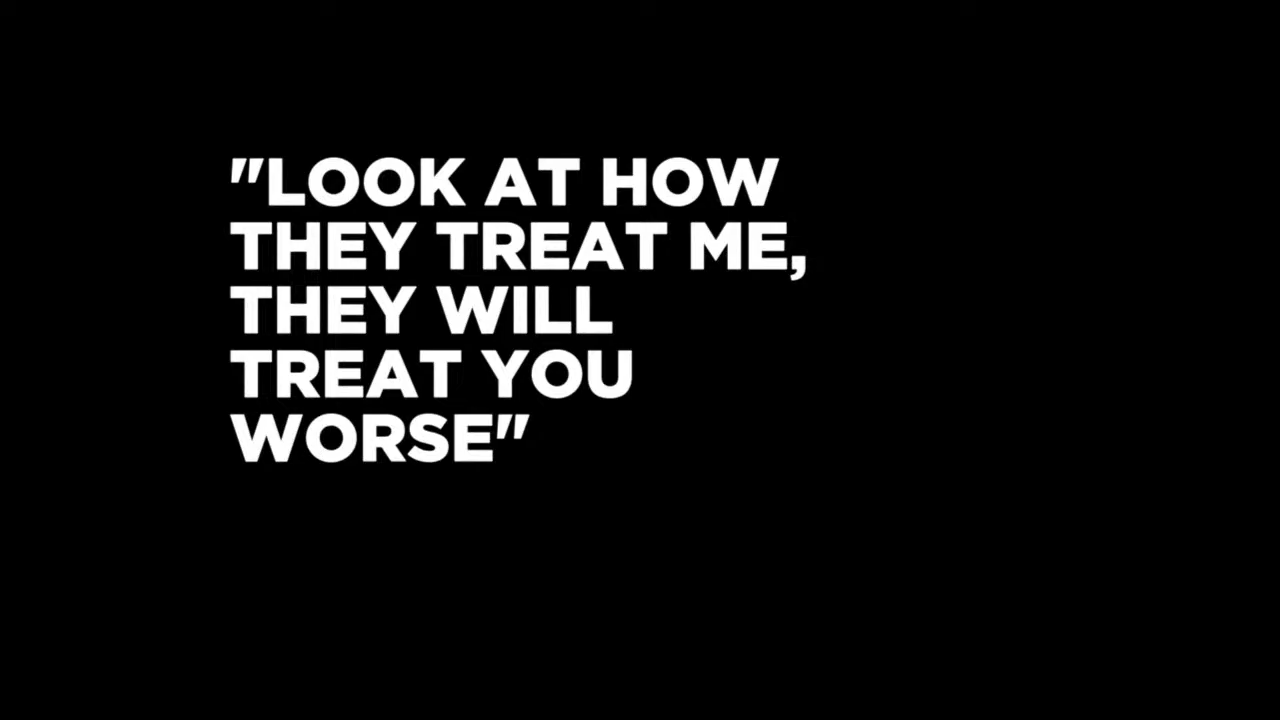 "LOOK AT HOW
THEY TREAT ME,
THEY WILL
TREAT YOU
WORSE"